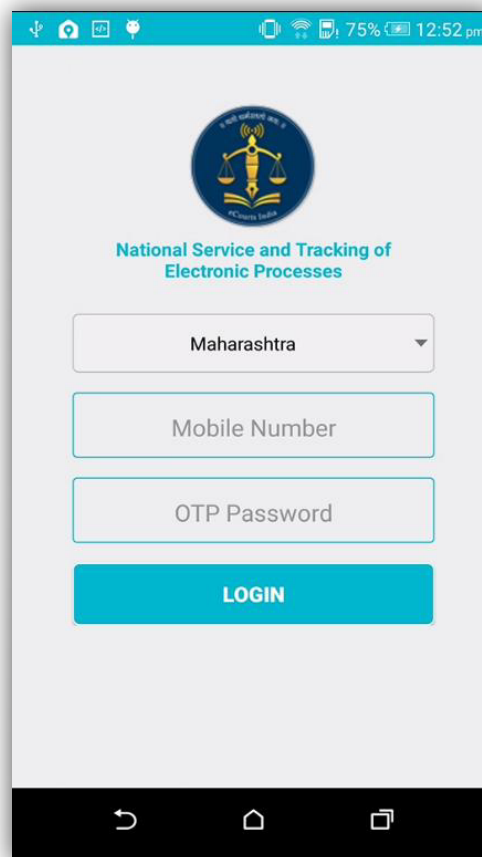 75% 12:52 pm
eCourts India
National Service and Tracking of
Electronic Processes
Maharashtra
Mobile Number
OTP Password
LOGIN